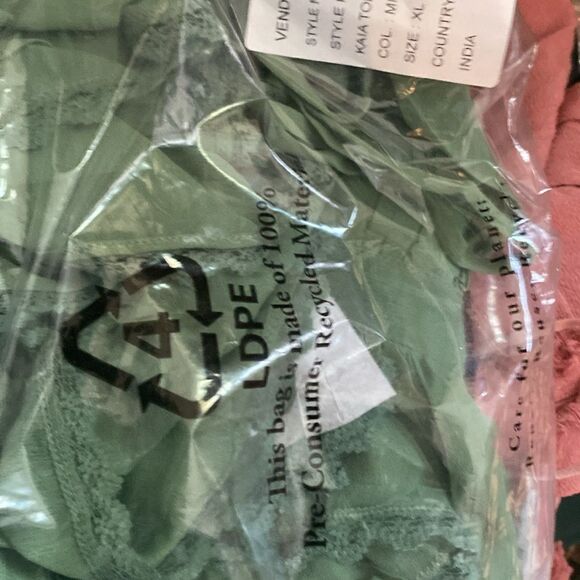 VEND
STYLE
STYLE
KAIA TO
COL : M
SIZE : XL
COUNTRY
INDIA
4
LDPE
This bag is made of 100%
Pre-Consumer Recycled
Care for our Planet: